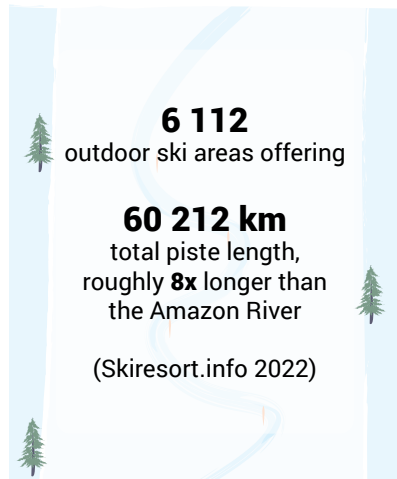 6 112
outdoor ski areas offering
60 212 km
total piste length,
roughly 8x longer than
the Amazon River
(Skiresort.info 2022)